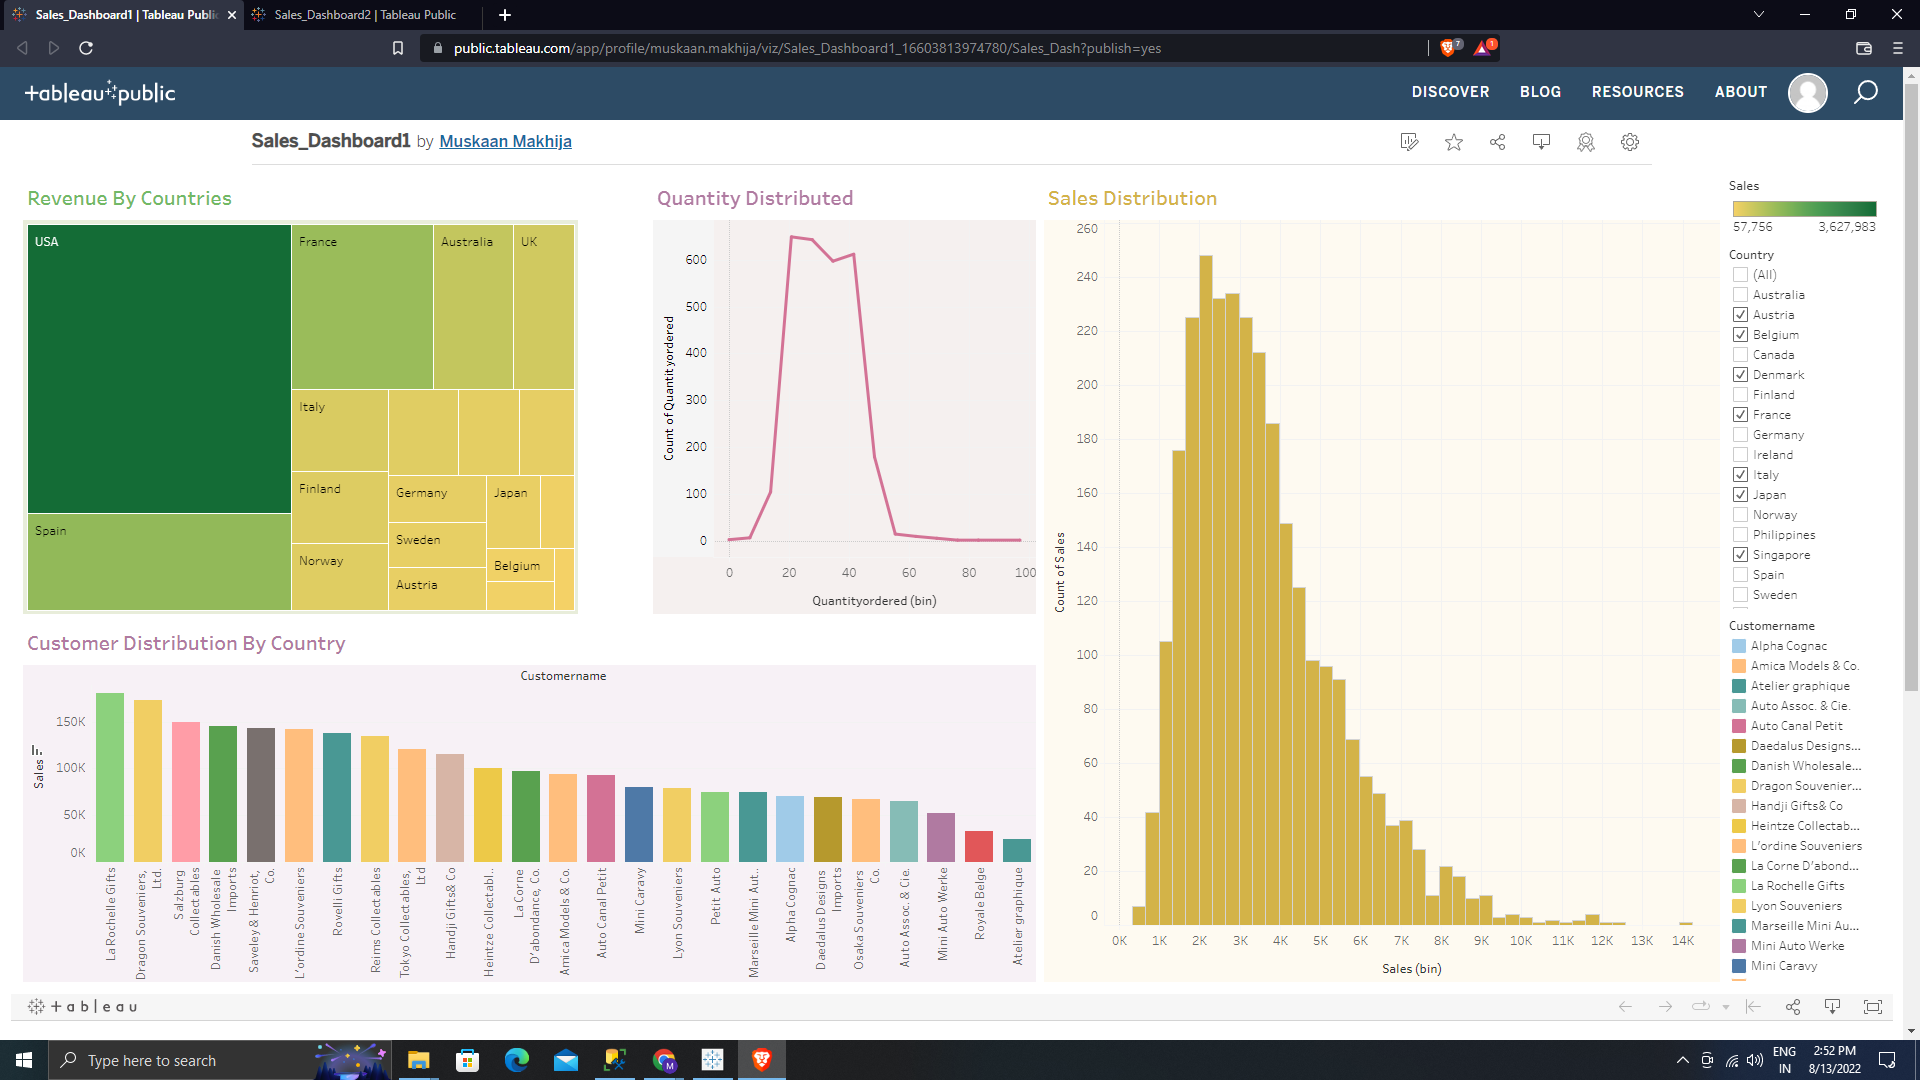 Sales_Dashboard1 | Tableau Publi
Sales_Dashboard2 | Tableau Public
public.tableau.com/app/profile/muskaan.makhija/viz/Sales_Dashboard1_16603813974780/Sales_Dash?publish=yes
7
1
tableau public
DISCOVER
BLOG
RESOURCES
ABOUT
Sales_Dashboard1 by Muskaan Makhija
Revenue By Countries
USA
France
Australia
UK
Italy
Finland
Germany
Japan
Spain
Sweden
Norway
Belgium
Austria
Quantity Distributed
Count of Quantityordered
600
500
400
300
200
100
0
0 20 40 60 80 100
Quantityordered (bin)
Sales Distribution
Count of Sales
260
240
220
200
180
160
140
120
100
80
60
40
20
0
0K 1K 2K 3K 4K 5K 6K 7K 8K 9K 10K 11K 12K 13K 14K
Sales (bin)
Customer Distribution By Country
Customername
Sales
150K
100K
50K
0K
La Rochelle Gifts
Dragon Souveniers,
Ltd.
Salzburg
Collectables
Danish Wholesale
Imports
Saveley & Henriot,
Co.
L'ordine Souveniers
Rovelli Gifts
Reims Collectables
Tokyo Collectables,
Ltd
Handji Gifts& Co
Heintze Collectabl..
La Corne
D'abondance, Co.
Amica Models & Co.
Auto Canal Petit
Mini Caravy
Lyon Souveniers
Petit Auto
Marseille Mini Aut..
Alpha Cognac
Daedalus Designs
Imports
Osaka Souveniers
Co.
Auto Assoc. & Cie.
Mini Auto Werke
Royale Belge
Atelier graphique
Sales
57,756 3,627,983
Country
(All)
Australia
Austria
Belgium
Canada
Denmark
Finland
France
Germany
Ireland
Italy
Japan
Norway
Philippines
Singapore
Spain
Sweden
Customername
Alpha Cognac
Amica Models & Co.
Atelier graphique
Auto Assoc. & Cie.
Auto Canal Petit
Daedalus Designs...
Danish Wholesale...
Dragon Souvenier...
Handji Gifts& Co
Heintze Collectab...
L'ordine Souveniers
La Corne D'abond...
La Rochelle Gifts
Lyon Souveniers
Marseille Mini Au...
Mini Auto Werke
Mini Caravy
tableau
Type here to search
M
ENG
IN
2:52 PM
8/13/2022